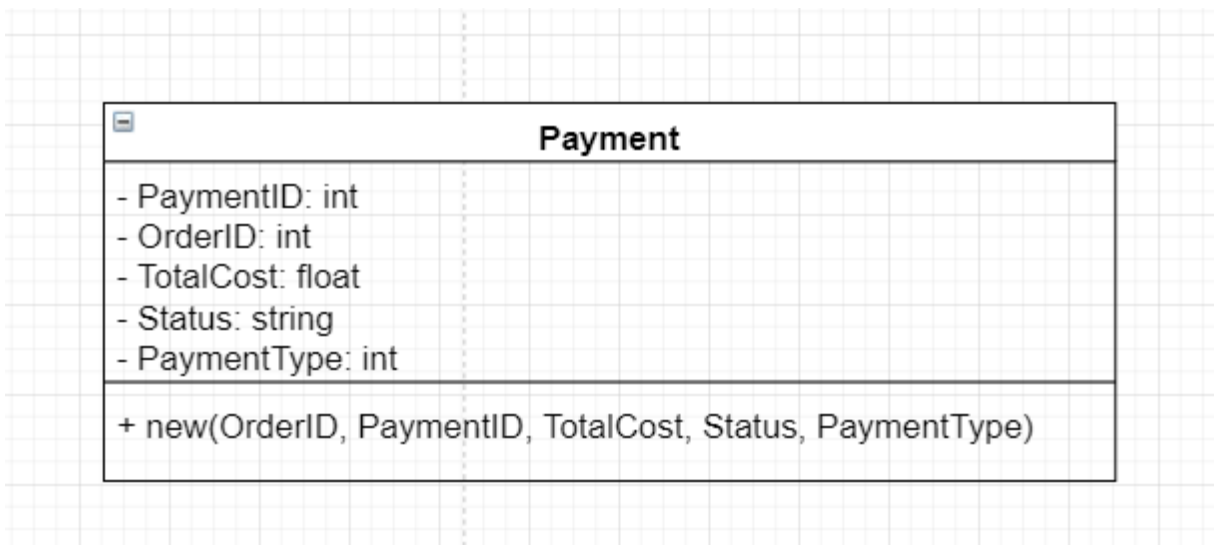 Payment
- PaymentID: int
- OrderID: int
- TotalCost: float
- Status: string
- PaymentType: int
+ new(OrderID, PaymentID, TotalCost, Status, PaymentType)